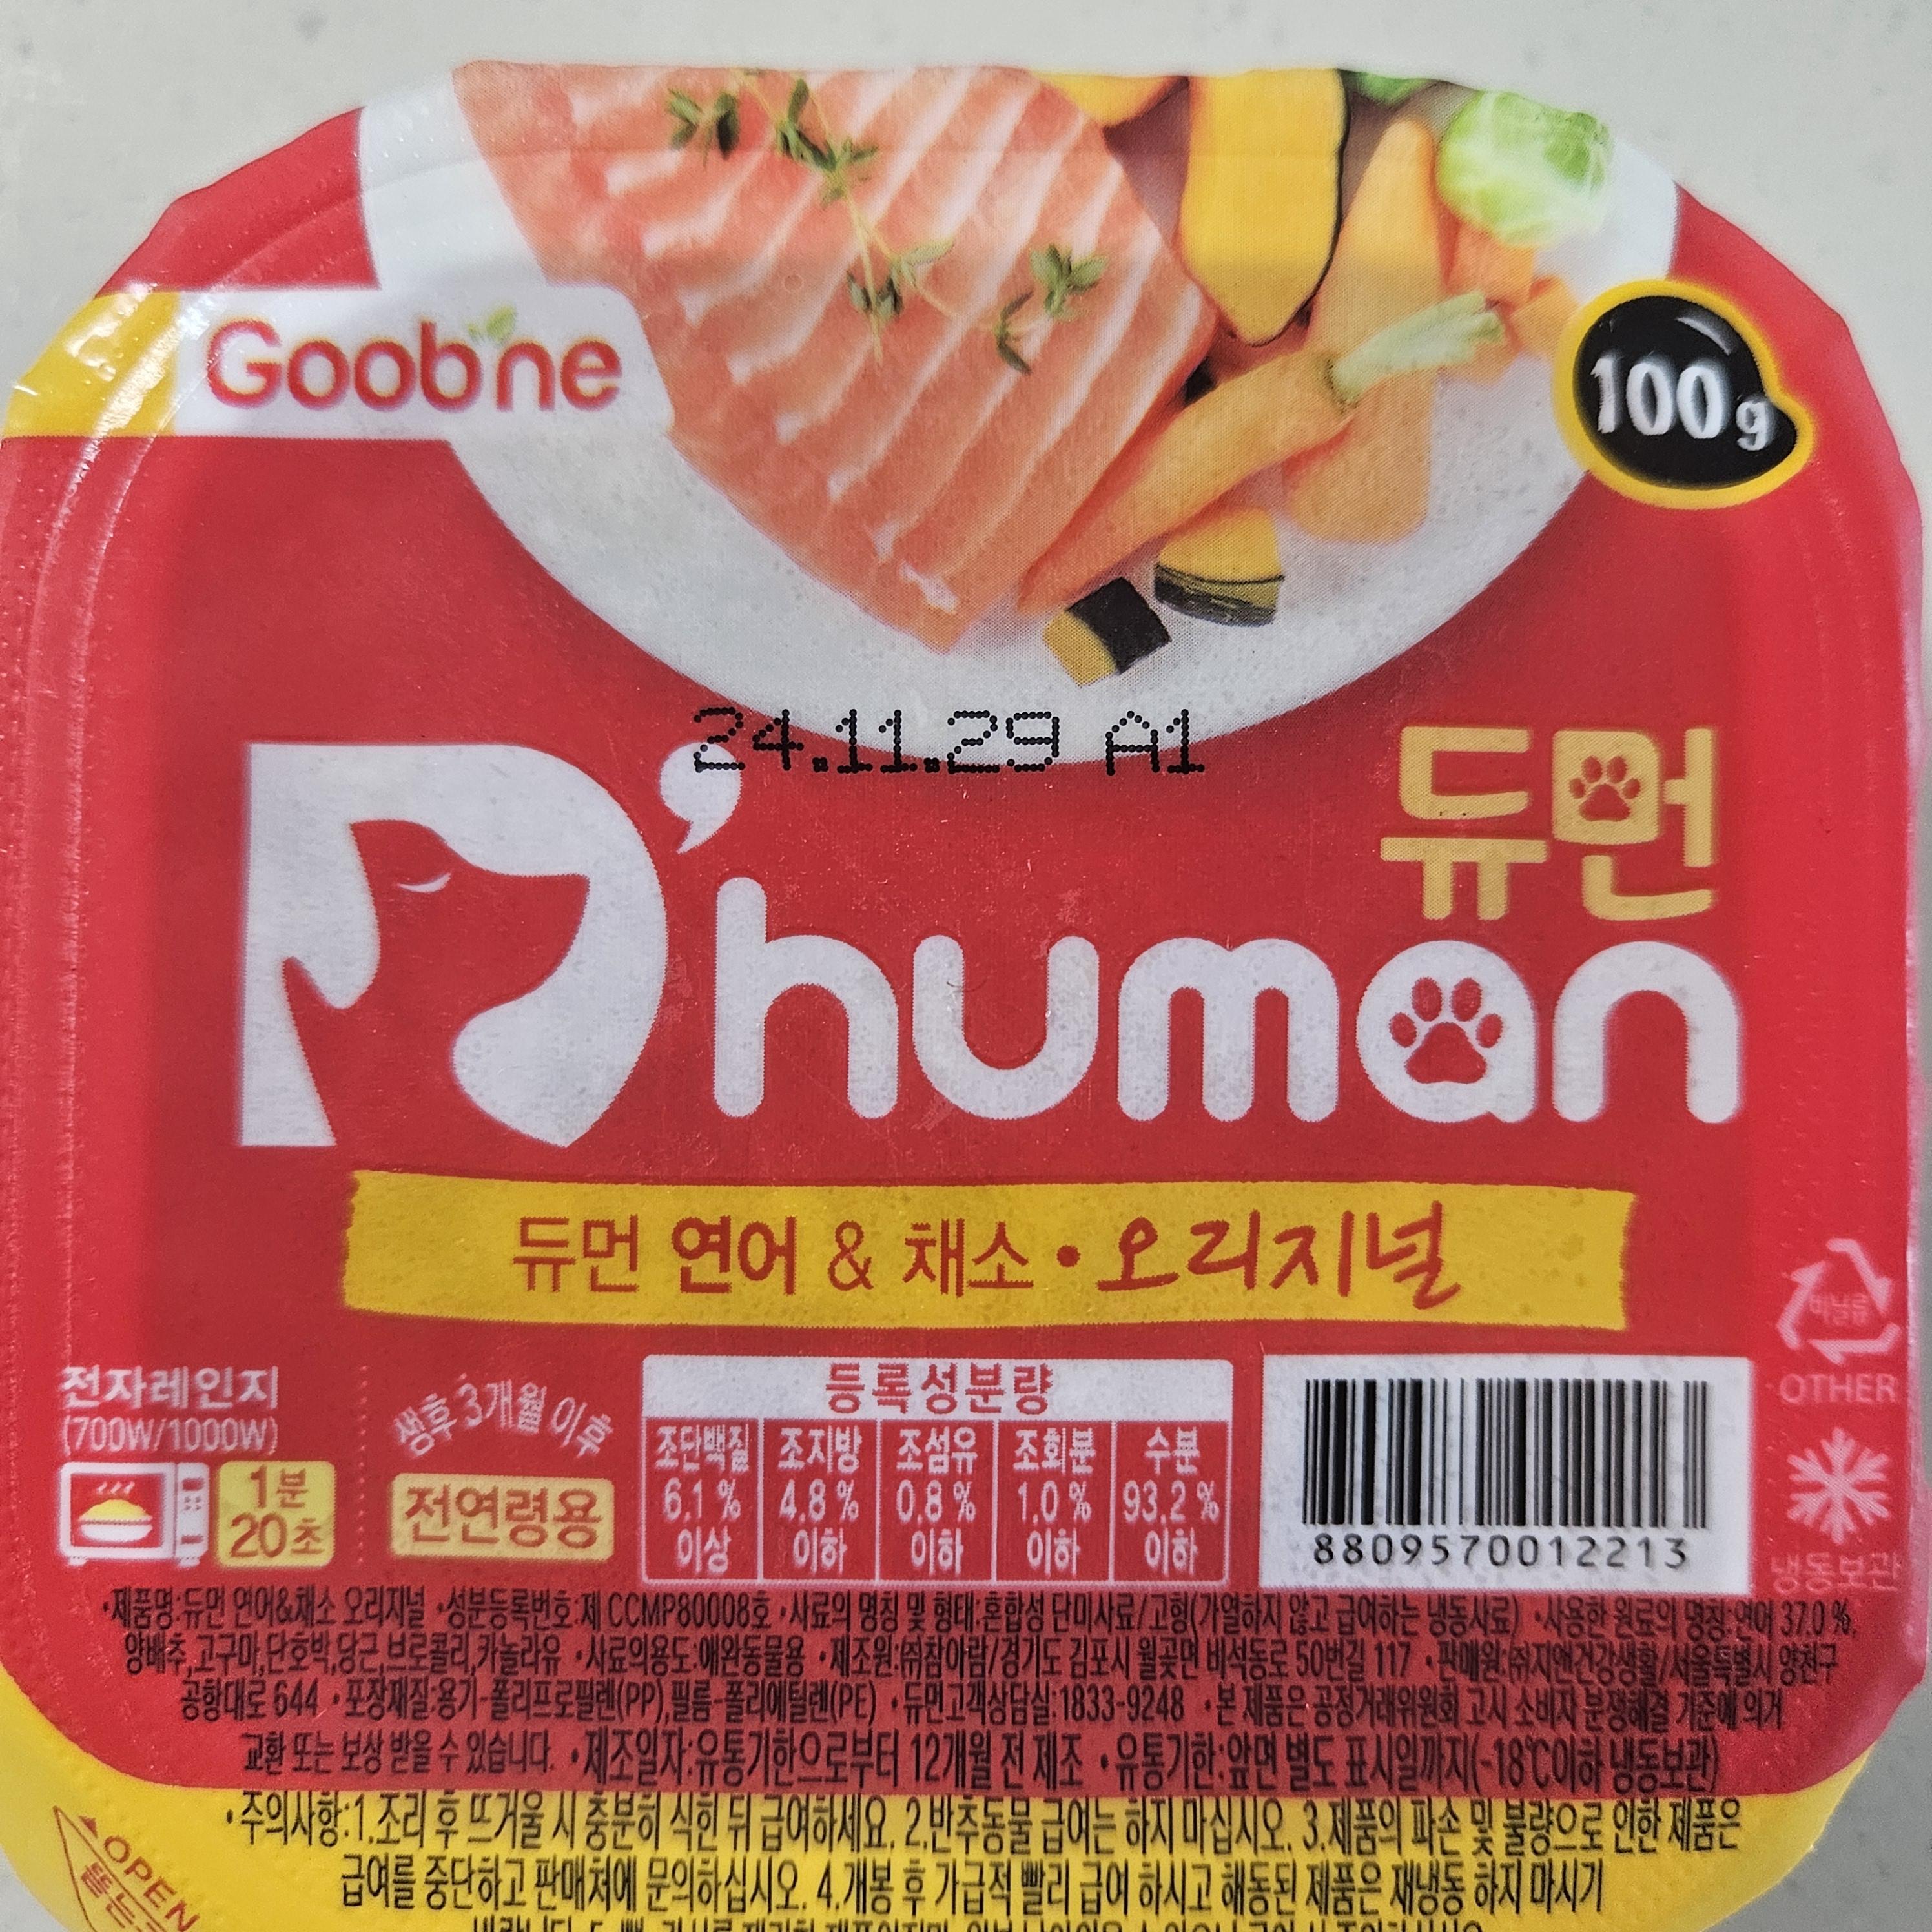 Goobne
100g
24.11.29 A1
듀먼
D'human
듀먼 연어 & 채소 • 오리지널
전자레인지
(700W/1000W)
1분
20초
생후 3개월 이후
전연령용
등록성분량
조단백질 조지방 조섬유 조회분 수분
6.1% 4.8% 0.8% 1.0% 93.2%
이상 이하 이하 이하 이하
8809570012213
비닐류
OTHER
냉동보관
•제품명:듀먼 연어&채소 오리지널 •성분등록번호:제 CCMP80008호 •사료의 명칭 및 형태:혼합성 단미사료/고형(가열하지 않고 급여하는 냉동사료) •사용한 원료의 명칭:연어 37.0%,
양배추,고구마,단호박,당근,브로콜리,카놀라유 •사료의용도:애완동물용 •제조원:㈜참아람/경기도 김포시 월곶면 비석동로 50번길 117 •판매원:㈜지앤건강생활/서울특별시 양천구
공항대로 644 •포장재질:용기-폴리프로필렌(PP),필름-폴리에틸렌(PE) •듀먼고객상담실:1833-9248 •본 제품은 공정거래위원회 고시 소비자 분쟁해결 기준에 의거
교환 또는 보상 받을 수 있습니다. •제조일자:유통기한으로부터 12개월 전 제조 •유통기한:앞면 별도 표시일까지(-18℃이하 냉동보관)
•주의사항:1.조리 후 뜨거울 시 충분히 식힌 뒤 급여하세요. 2.반추동물 급여는 하지 마십시오. 3.제품의 파손 및 불량으로 인한 제품은
급여를 중단하고 판매처에 문의하십시오. 4.개봉 후 가급적 빨리 급여 하시고 해동된 제품은 재냉동 하지 마시기
OPEN